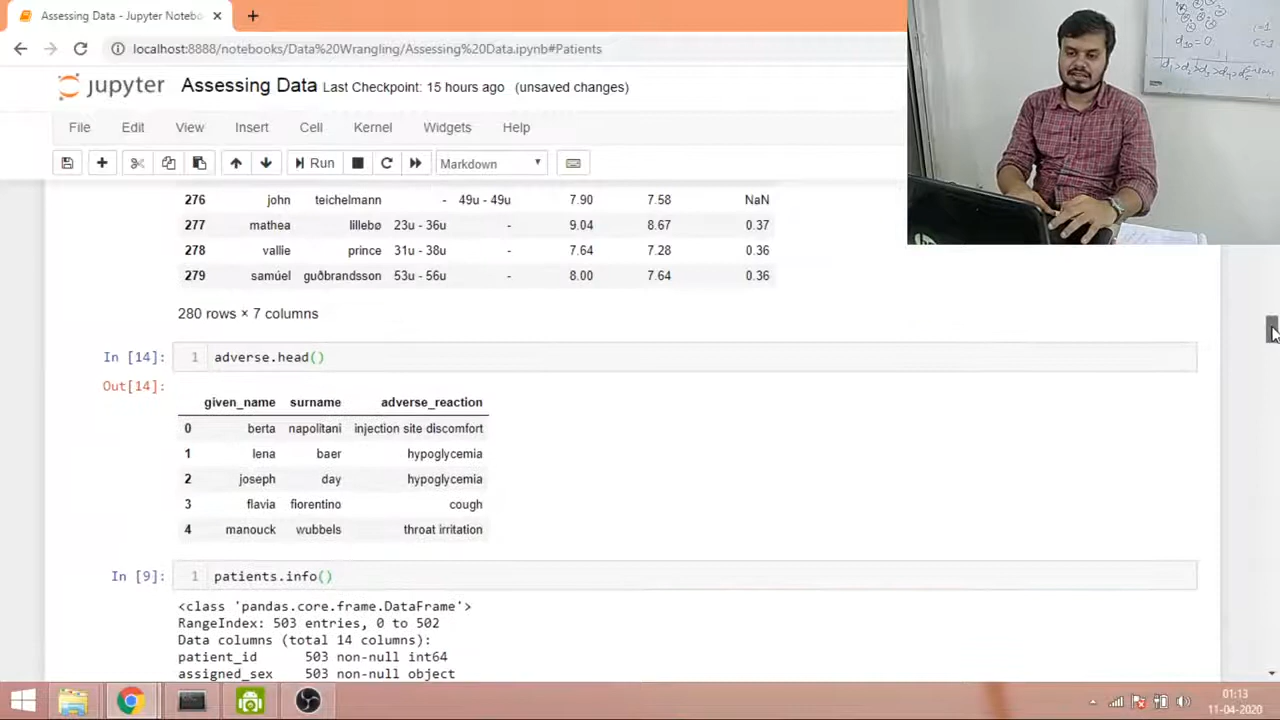 Assessing Data - Jupyter Notebo
localhost:8888/notebooks/Data%20Wrangling/Assessing%20Data.ipynb#Patients
jupyter Assessing Data Last Checkpoint: 15 hours ago (unsaved changes)
File Edit View Insert Cell Kernel Widgets Help
Run Markdown
276 john teichelmann - 49u - 49u 7.90 7.58 NaN
277 mathea lillebø 23u - 36u - 9.04 8.67 0.37
278 vallie prince 31u - 38u - 7.64 7.28 0.36
279 samúel guðbrandsson 53u - 56u - 8.00 7.64 0.36
280 rows × 7 columns
In [14]: 1 adverse.head()
Out[14]:
given_name surname adverse_reaction
0 berta napolitani injection site discomfort
1 lena baer hypoglycemia
2 joseph day hypoglycemia
3 flavia fiorentino cough
4 manouck wubbels throat irritation
In [9]: 1 patients.info()
<class 'pandas.core.frame.DataFrame'>
RangeIndex: 503 entries, 0 to 502
Data columns (total 14 columns):
patient_id 503 non-null int64
assigned_sex 503 non-null object
01:13
11-04-2020